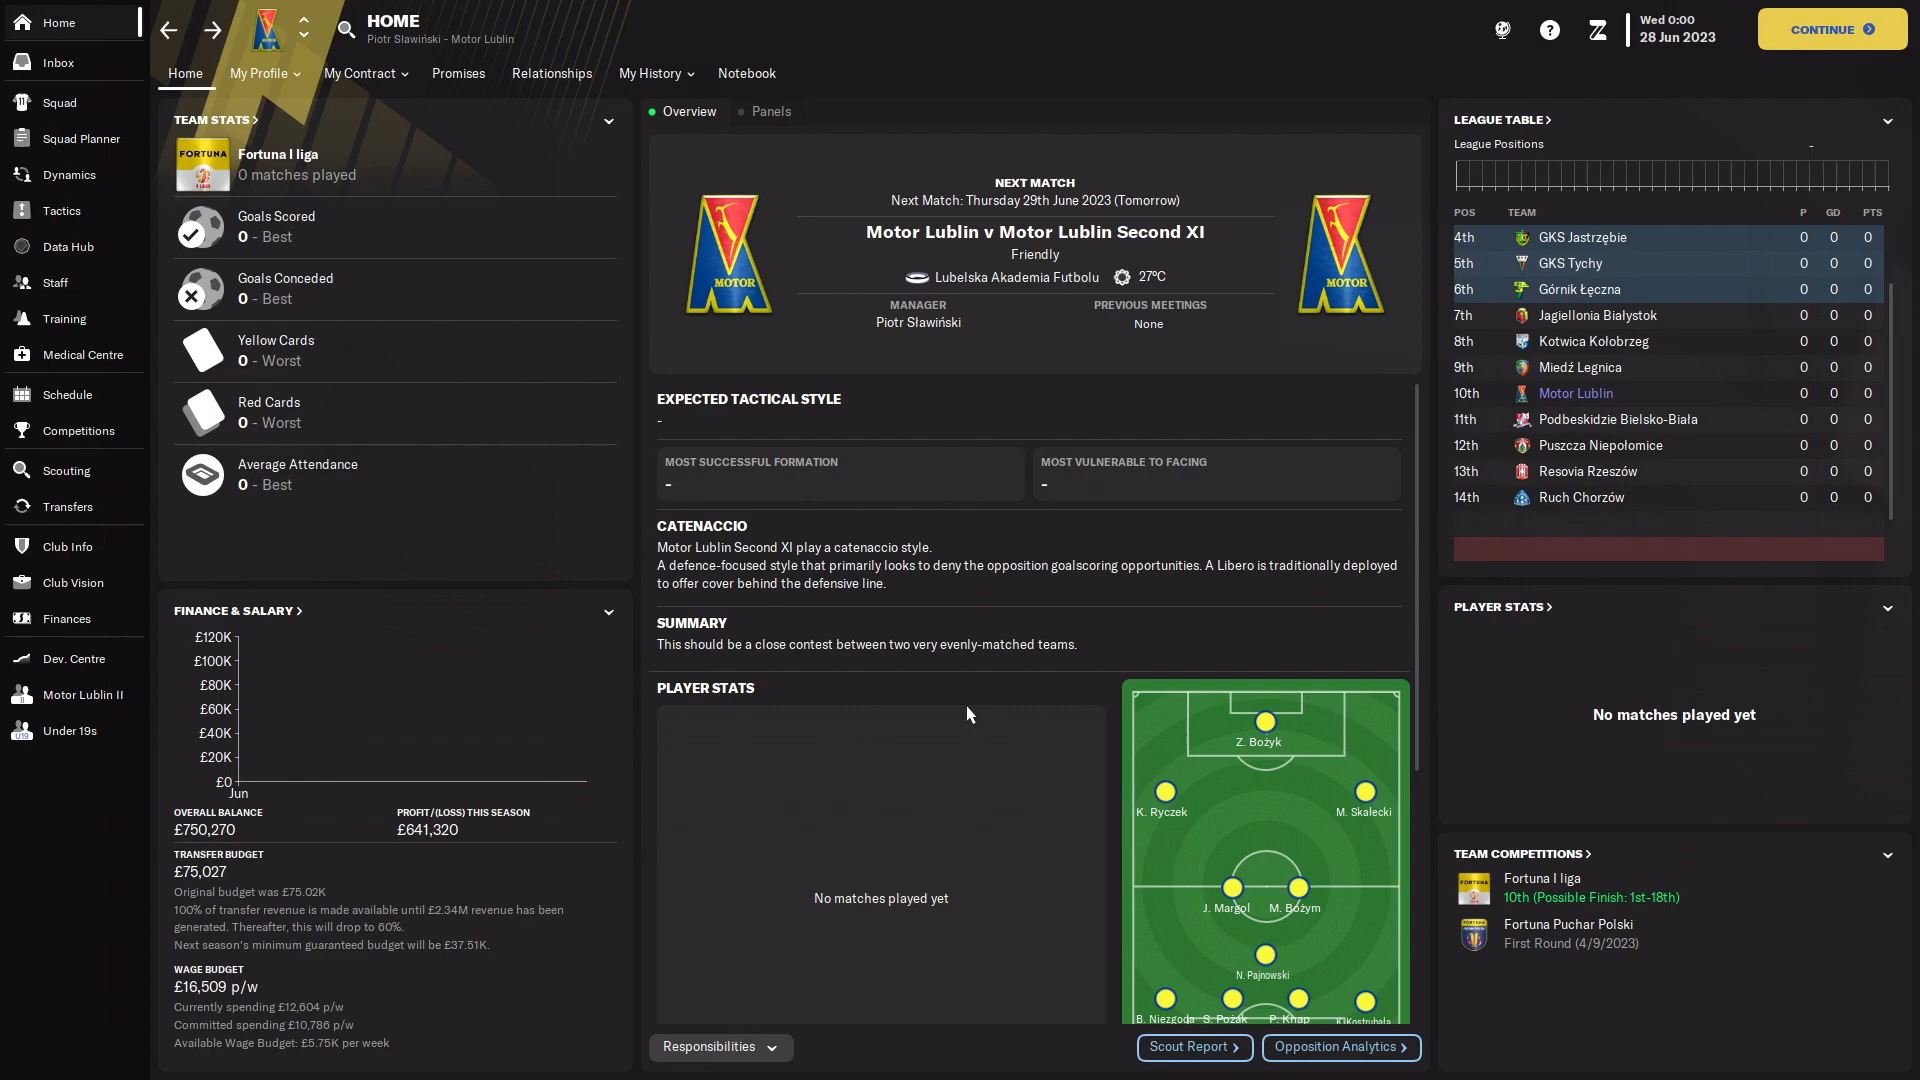 Home
Inbox
Squad
Squad Planner
Dynamics
Tactics
Data Hub
Staff
Training
Medical Centre
Schedule
Competitions
Scouting
Transfers
Club Info
Club Vision
Finances
Dev. Centre
Motor Lublin II
Under 19s
HOME
Piotr Sławiński - Motor Lublin
Wed 0:00
28 Jun 2023
CONTINUE
Home My Profile My Contract Promises Relationships My History Notebook
TEAM STATS
FORTUNA
Fortuna I liga
0 matches played
Goals Scored
0 - Best
Goals Conceded
0 - Best
Yellow Cards
0 - Worst
Red Cards
0 - Worst
Average Attendance
0 - Best
FINANCE & SALARY
£120K
£100K
£80K
£60K
£40K
£20K
£0
Jun
OVERALL BALANCE
£750,270
PROFIT/(LOSS) THIS SEASON
£641,320
TRANSFER BUDGET
£75,027
Original budget was £75.02K
100% of transfer revenue is made available until £2.34M revenue has been
generated. Thereafter, this will drop to 60%.
Next season's minimum guaranteed budget will be £37.51K.
WAGE BUDGET
£16,509 p/w
Currently spending £12,604 p/w
Committed spending £10,786 p/w
Available Wage Budget: £5.75K per week
Overview Panels
MOTOR
NEXT MATCH
Next Match: Thursday 29th June 2023 (Tomorrow)
Motor Lublin v Motor Lublin Second XI
Friendly
Lubelska Akademia Futbolu 27°C
MANAGER
Piotr Sławiński
PREVIOUS MEETINGS
None
MOTOR
EXPECTED TACTICAL STYLE
-
MOST SUCCESSFUL FORMATION
-
MOST VULNERABLE TO FACING
-
CATENACCIO
Motor Lublin Second XI play a catenaccio style.
A defence-focused style that primarily looks to deny the opposition goalscoring opportunities. A Libero is traditionally deployed
to offer cover behind the defensive line.
SUMMARY
This should be a close contest between two very evenly-matched teams.
PLAYER STATS
No matches played yet
Z. Bożyk
K. Ryczek M. Skałecki
J. Margol M. Bożym
N. Pajnowski
B. Niezgoda S. Pożak P. Knap K. Kostrubała
Responsibilities
Scout Report
Opposition Analytics
LEAGUE TABLE
League Positions -
POS TEAM P GD PTS
4th GKS Jastrzębie 0 0 0
5th GKS Tychy 0 0 0
6th Górnik Łęczna 0 0 0
7th Jagiellonia Białystok 0 0 0
8th Kotwica Kołobrzeg 0 0 0
9th Miedź Legnica 0 0 0
10th Motor Lublin 0 0 0
11th Podbeskidzie Bielsko-Biała 0 0 0
12th Puszcza Niepołomice 0 0 0
13th Resovia Rzeszów 0 0 0
14th Ruch Chorzów 0 0 0
PLAYER STATS
No matches played yet
TEAM COMPETITIONS
Fortuna I liga
10th (Possible Finish: 1st-18th)
Fortuna Puchar Polski
First Round (4/9/2023)